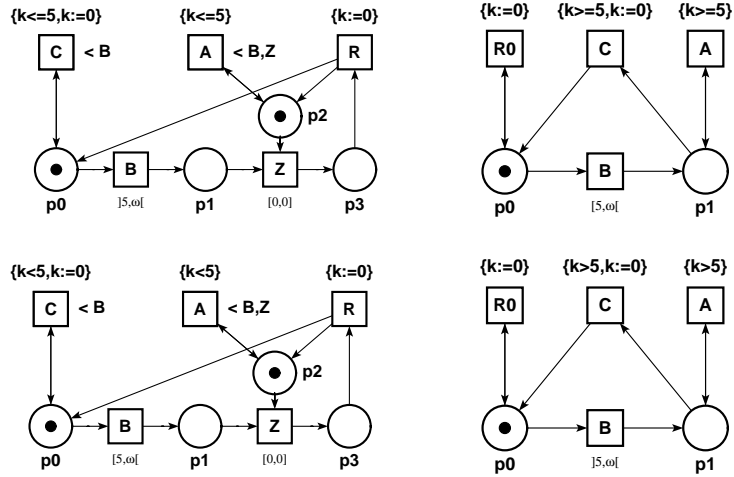 {k<=5,k:=0} {k<=5} {k:=0}
C < B A < B,Z R
p2
B Z
p0 ]5,ω[ p1 [0,0] p3
{k:=0} {k>=5,k:=0} {k>=5}
R0 C A
B
p0 [5,ω[ p1
{k<5,k:=0} {k<5} {k:=0}
C < B A < B,Z R
p2
B Z
p0 [5,ω[ p1 [0,0] p3
{k:=0} {k>5,k:=0} {k>5}
R0 C A
B
p0 ]5,ω[ p1